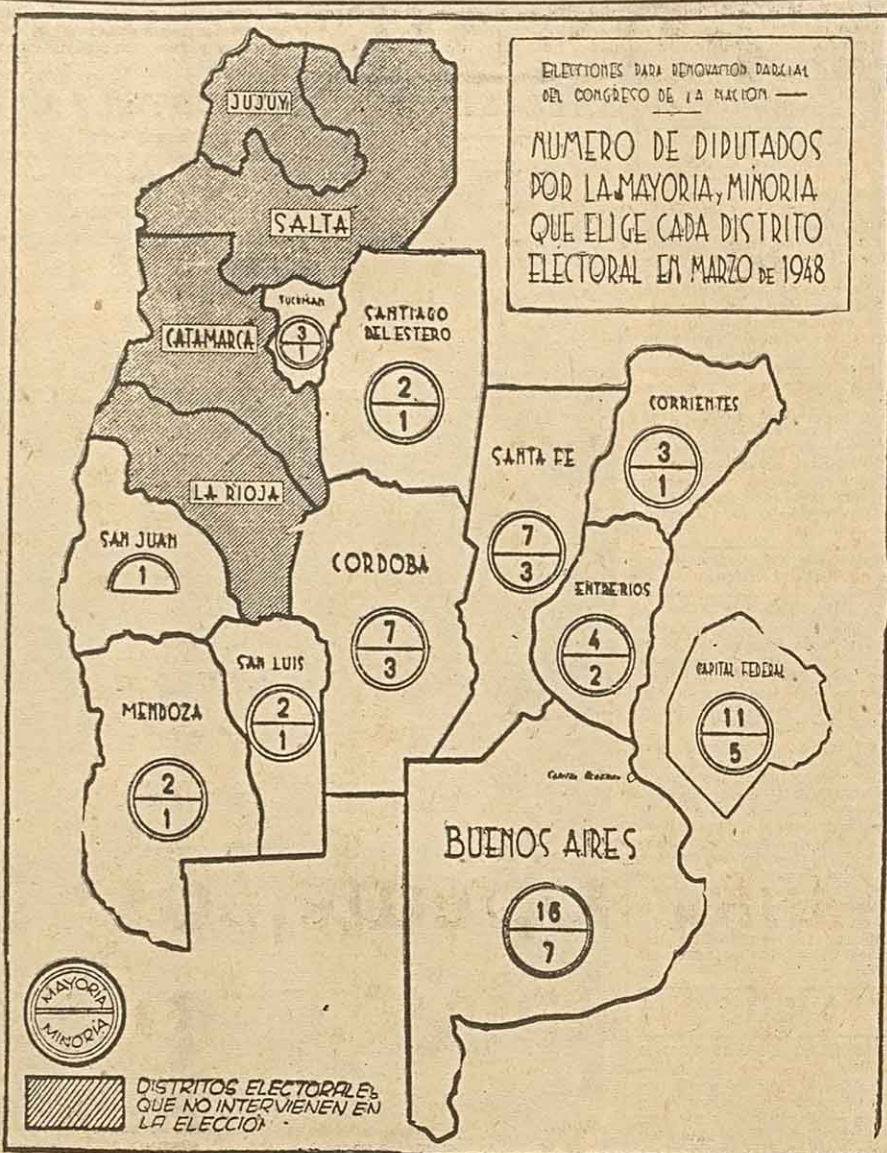 ELECCIONES PARA RENOVACION PARCIAL
DEL CONGRESO DE LA NACION
NUMERO DE DIPUTADOS
POR LA MAYORIA y MINORIA
QUE ELIGE CADA DISTRITO
ELECTORAL EN MARZO DE 1948
JUJUY
SALTA
TUCUMAN
3
1
SANTIAGO
DEL ESTERO
2
1
CATAMARCA
CORRIENTES
3
1
SANTA FE
7
3
LA RIOJA
SAN JUAN
1
CORDOBA
7
3
ENTRE RIOS
4
2
SAN LUIS
2
1
CAPITAL FEDERAL
11
5
MENDOZA
2
1
CAPITAL FEDERAL
BUENOS AIRES
16
7
MAYORIA
MINORIA
DISTRITOS ELECTORALES
QUE NO INTERVIENEN EN
LA ELECCION.